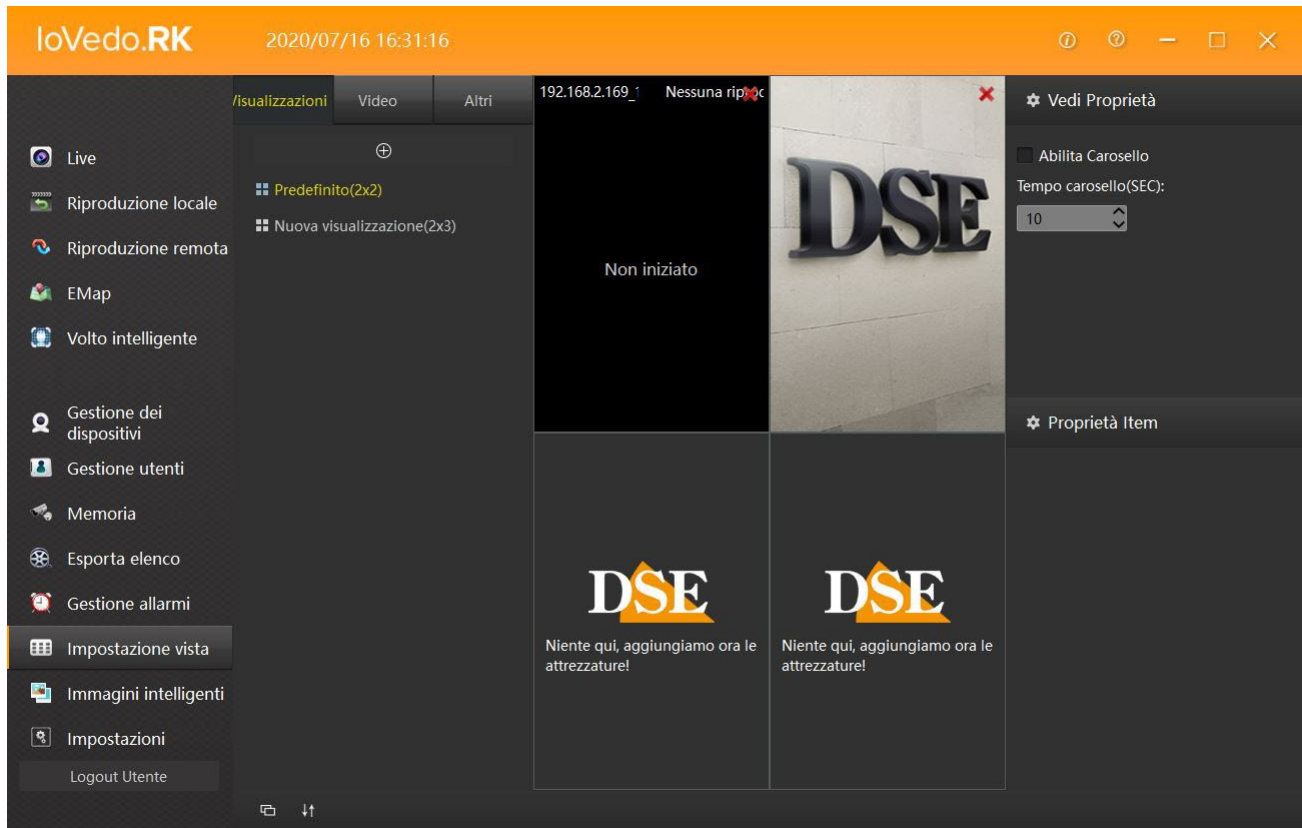 IoVedo.RK
2020/07/16 16:31:16
Live
Riproduzione locale
Riproduzione remota
EMap
Volto intelligente
Gestione dei
dispositivi
Gestione utenti
Memoria
Esporta elenco
Gestione allarmi
Impostazione vista
Immagini intelligenti
Impostazioni
Logout Utente
Visualizzazioni Video Altri
Predefinito(2x2)
Nuova visualizzazione(2x3)
192.168.2.169_1 Nessuna
Non iniziato
DSE
DSE
Niente qui, aggiungiamo ora le
attrezzature!
DSE
Niente qui, aggiungiamo ora le
attrezzature!
Vedi Proprietà
Abilita Carosello
Tempo carosello(SEC):
10
Proprietà Item